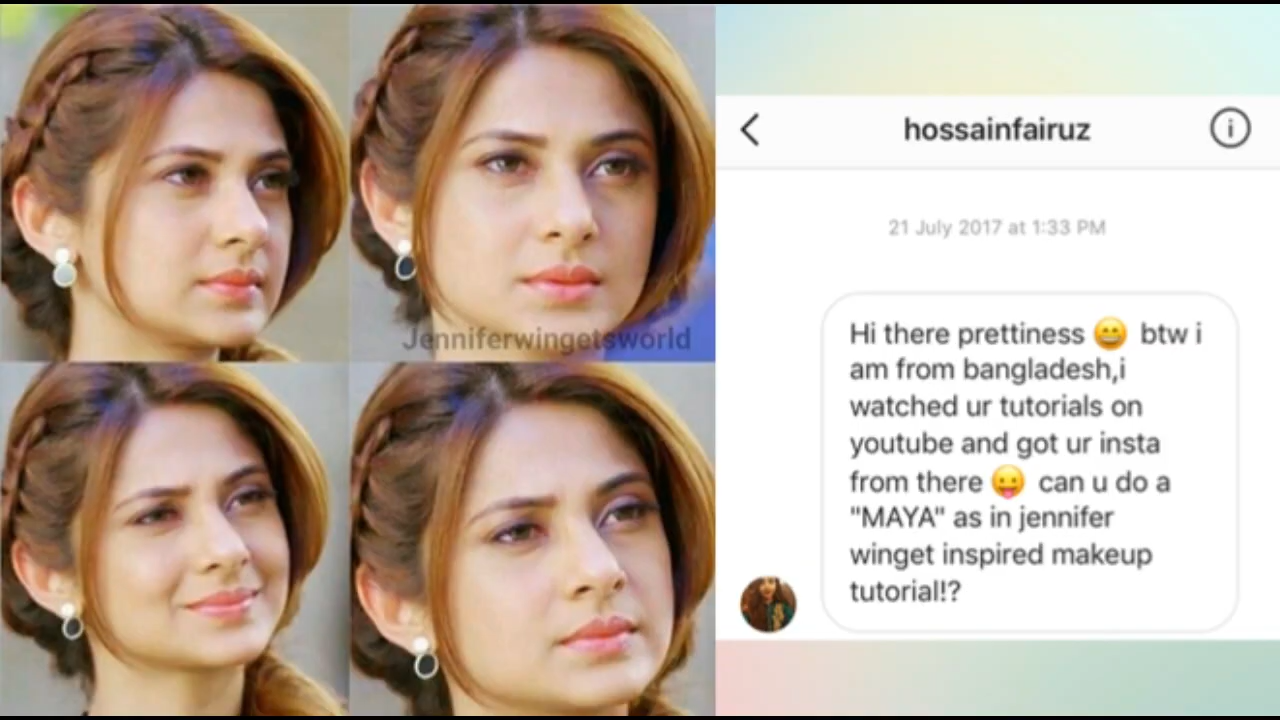 Jenniferwingetsworld
hossainfairuz
21 July 2017 at 1:33 PM
Hi there prettiness 😁 btw i
am from bangladesh,i
watched ur tutorials on
youtube and got ur insta
from there 😛 can u do a
"MAYA" as in jennifer
winget inspired makeup
tutorial!?